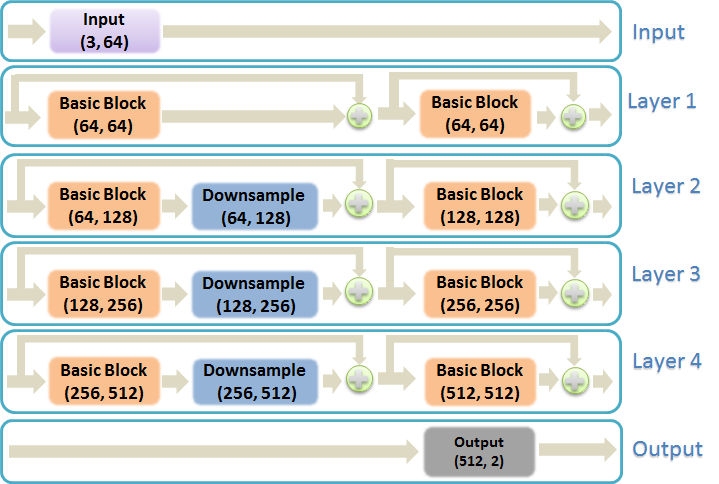 Input
(3, 64)
Input
Basic Block
(64, 64)
Basic Block
(64, 64)
Layer 1
Basic Block
(64, 128)
Downsample
(64, 128)
Basic Block
(128, 128)
Layer 2
Basic Block
(128, 256)
Downsample
(128, 256)
Basic Block
(256, 256)
Layer 3
Basic Block
(256, 512)
Downsample
(256, 512)
Basic Block
(512, 512)
Layer 4
Output
(512, 2)
Output